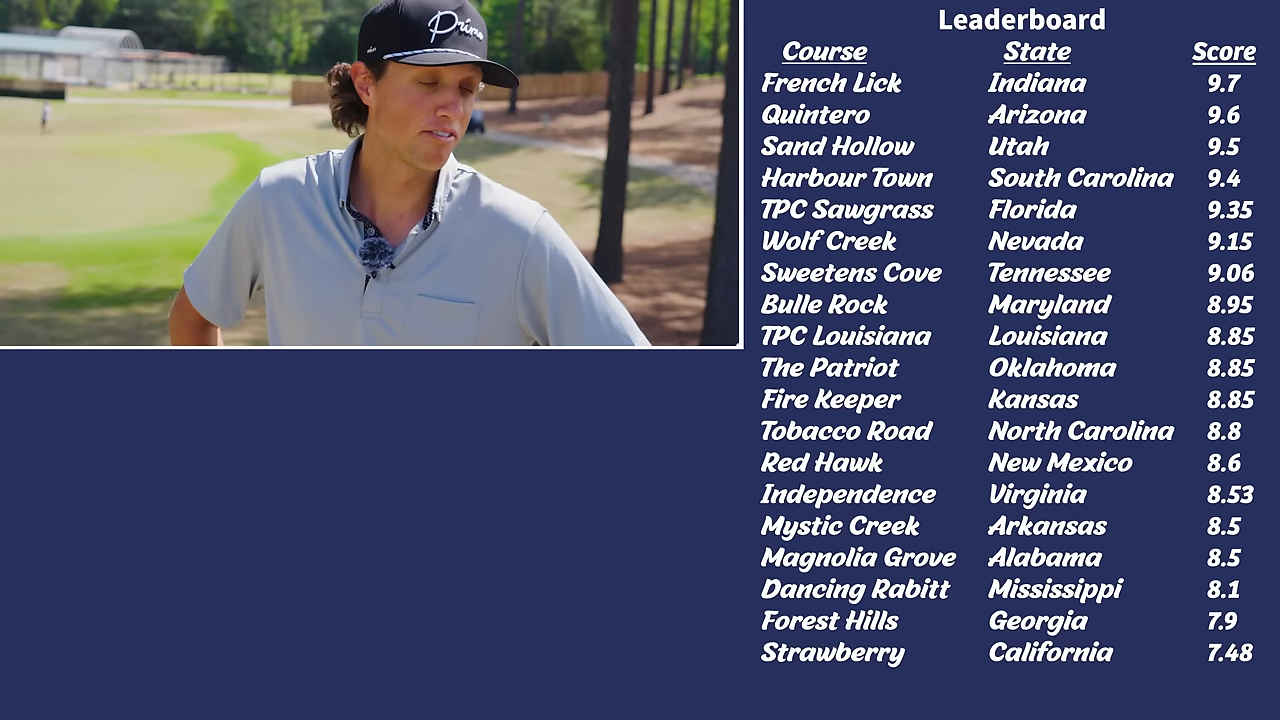 Primo
Leaderboard
Course State Score
French Lick Indiana 9.7
Quintero Arizona 9.6
Sand Hollow Utah 9.5
Harbour Town South Carolina 9.4
TPC Sawgrass Florida 9.35
Wolf Creek Nevada 9.15
Sweetens Cove Tennessee 9.06
Bulle Rock Maryland 8.95
TPC Louisiana Louisiana 8.85
The Patriot Oklahoma 8.85
Fire Keeper Kansas 8.85
Tobacco Road North Carolina 8.8
Red Hawk New Mexico 8.6
Independence Virginia 8.53
Mystic Creek Arkansas 8.5
Magnolia Grove Alabama 8.5
Dancing Rabitt Mississippi 8.1
Forest Hills Georgia 7.9
Strawberry California 7.48